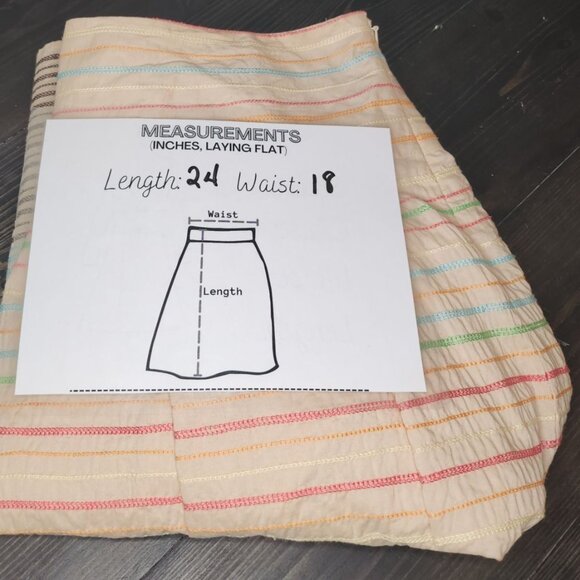 MEASUREMENTS
(INCHES, LAYING FLAT)
Length: 24 Waist: 18
Waist
Length